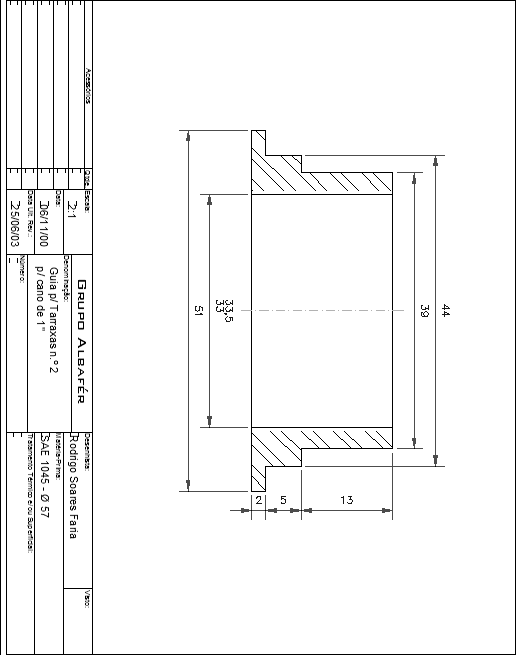 44
39
33,5
33
51
2
5
13
Acessórios
Qtde.
Escala:
2:1
Data:
06/11/00
Data Ult. Rev.:
25/06/03
GRUPO ALBAFÉR
Denominação:
Guia p/ Tarraxas n.º 2
p/ cano de 1"
Número:
Desenhista:
Rodrigo Soares Faria
Matéria-Prima:
SAE 1045 - Ø 57
Tratamento Térmico e ou Superficial:
Visto: